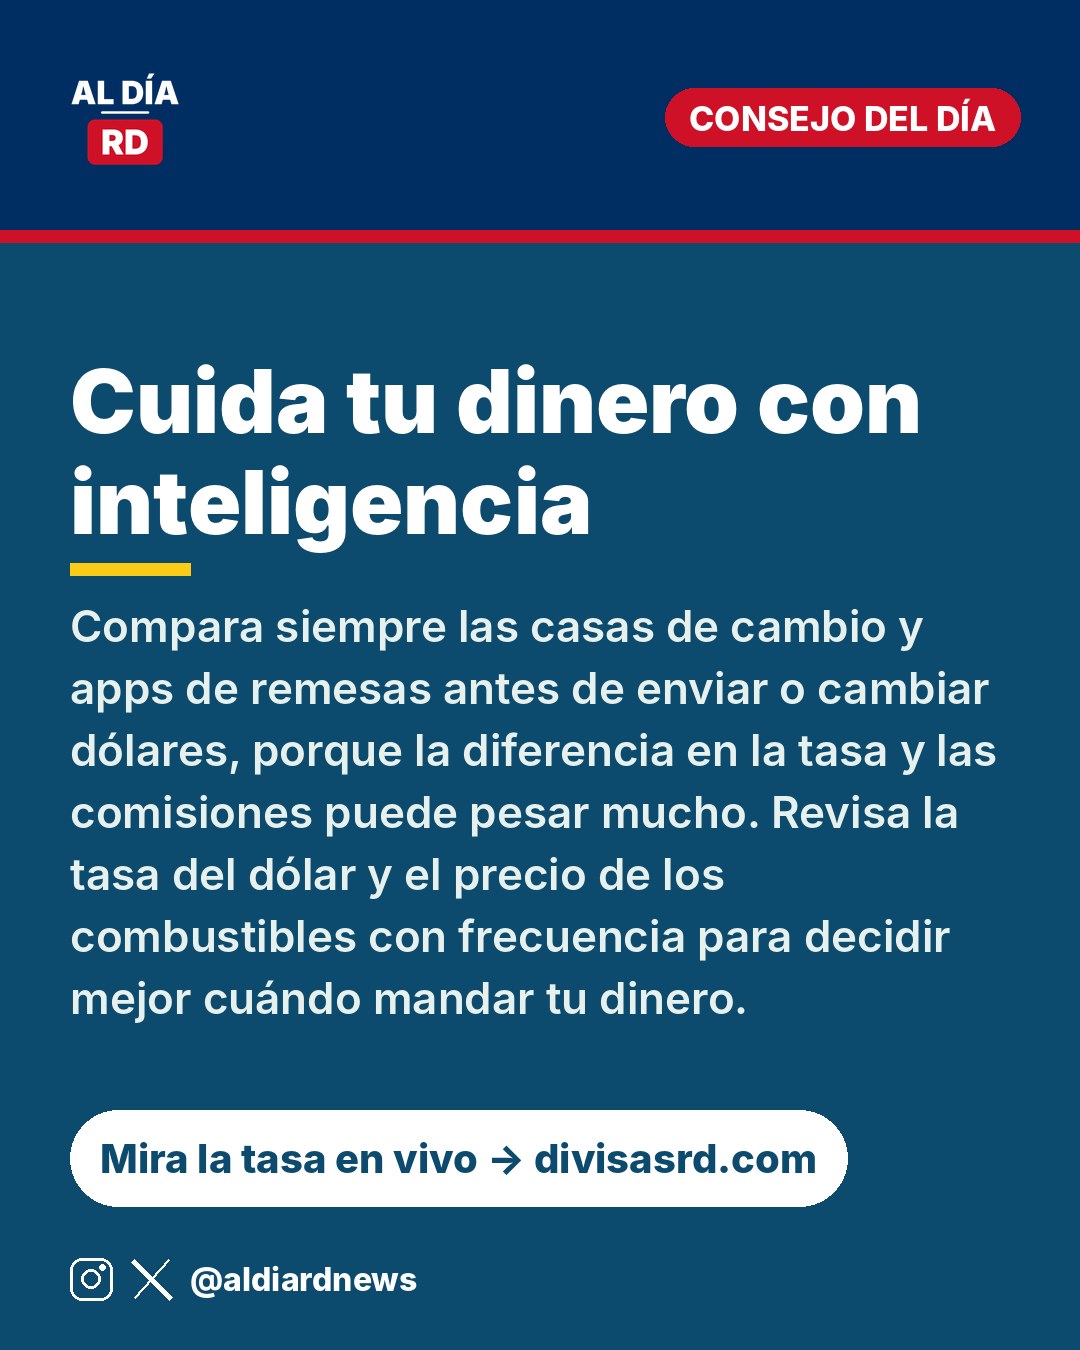 AL DÍA
RD
CONSEJO DEL DÍA
Cuida tu dinero con
inteligencia
Compara siempre las casas de cambio y
apps de remesas antes de enviar o cambiar
dólares, porque la diferencia en la tasa y las
comisiones puede pesar mucho. Revisa la
tasa del dólar y el precio de los
combustibles con frecuencia para decidir
mejor cuándo mandar tu dinero.
Mira la tasa en vivo → divisasrd.com
@aldiardnews